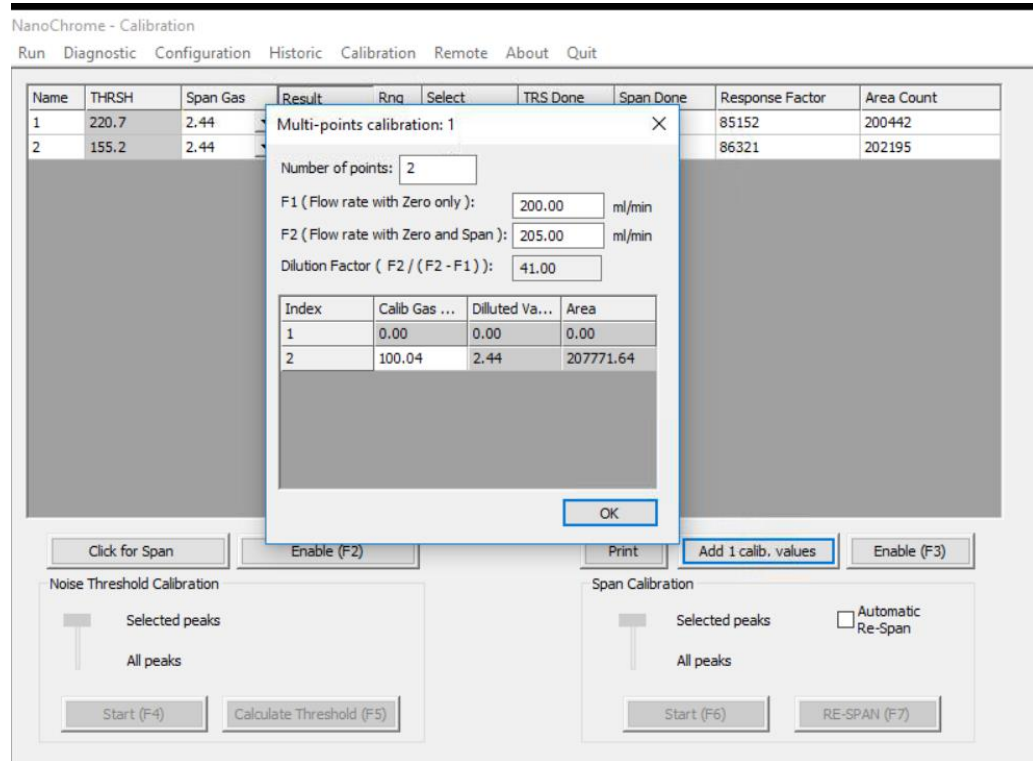 NanoChrome - Calibration
Run Diagnostic Configuration Historic Calibration Remote About Quit
Name THRSH Span Gas Result Rng Select TRS Done Span Done Response Factor Area Count
1 220.7 2.44 85152 200442
2 155.2 2.44 86321 202195
Multi-points calibration: 1
Number of points: 2
F1 ( Flow rate with Zero only ): 200.00 ml/min
F2 ( Flow rate with Zero and Span ): 205.00 ml/min
Dilution Factor ( F2 / ( F2 - F1 ) ): 41.00
Index Calib Gas ... Dilluted Va... Area
1 0.00 0.00 0.00
2 100.04 2.44 207771.64
OK
Click for Span Enable (F2) Print Add 1 calib. values Enable (F3)
Noise Threshold Calibration
Selected peaks
All peaks
Start (F4) Calculate Threshold (F5)
Span Calibration
Selected peaks
All peaks
Automatic
Re-Span
Start (F6) RE-SPAN (F7)